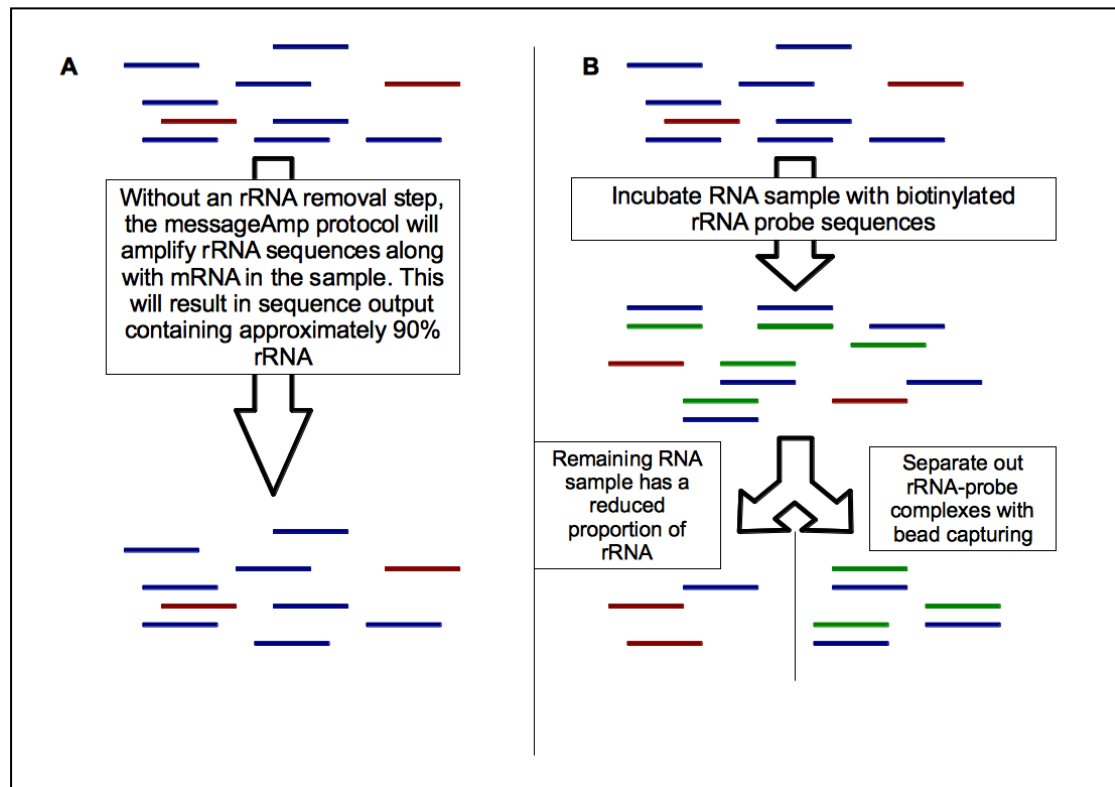 A
Without an rRNA removal step,
the messageAmp protocol will
amplify rRNA sequences along
with mRNA in the sample. This
will result in sequence output
containing approximately 90%
rRNA
B
Incubate RNA sample with biotinylated
rRNA probe sequences
Remaining RNA
sample has a
reduced
proportion of
rRNA
Separate out
rRNA-probe
complexes with
bead capturing